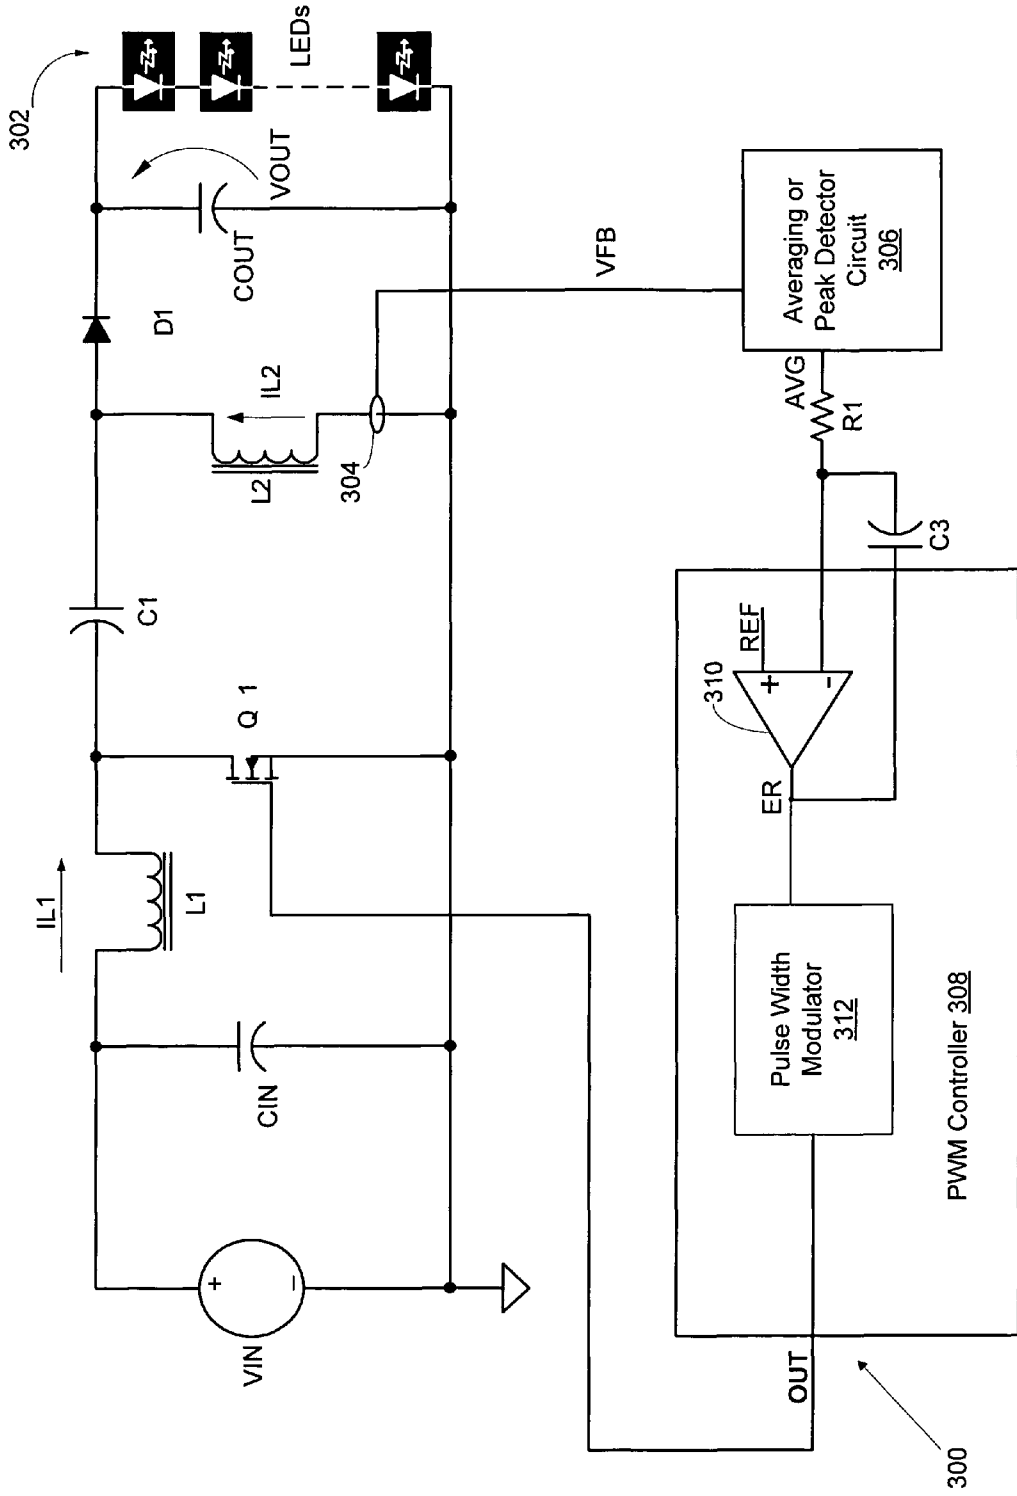 302
LEDs
VOUT
COUT
D1
IL2
L2
304
C1
Q 1
IL1
L1
CIN
VIN
+
-
VFB
Averaging or
Peak Detector
Circuit
306
AVG
R1
C3
REF
310
+
-
ER
Pulse Width
Modulator
312
PWM Controller 308
OUT
300